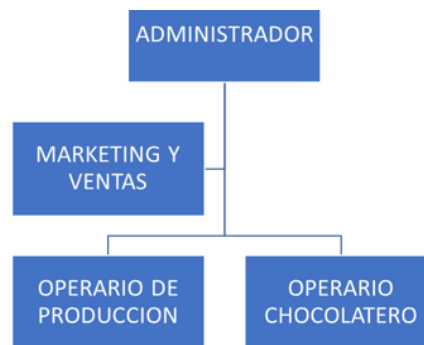 ADMINISTRADOR
MARKETING Y
VENTAS
OPERARIO DE
PRODUCCION
OPERARIO
CHOCOLATERO